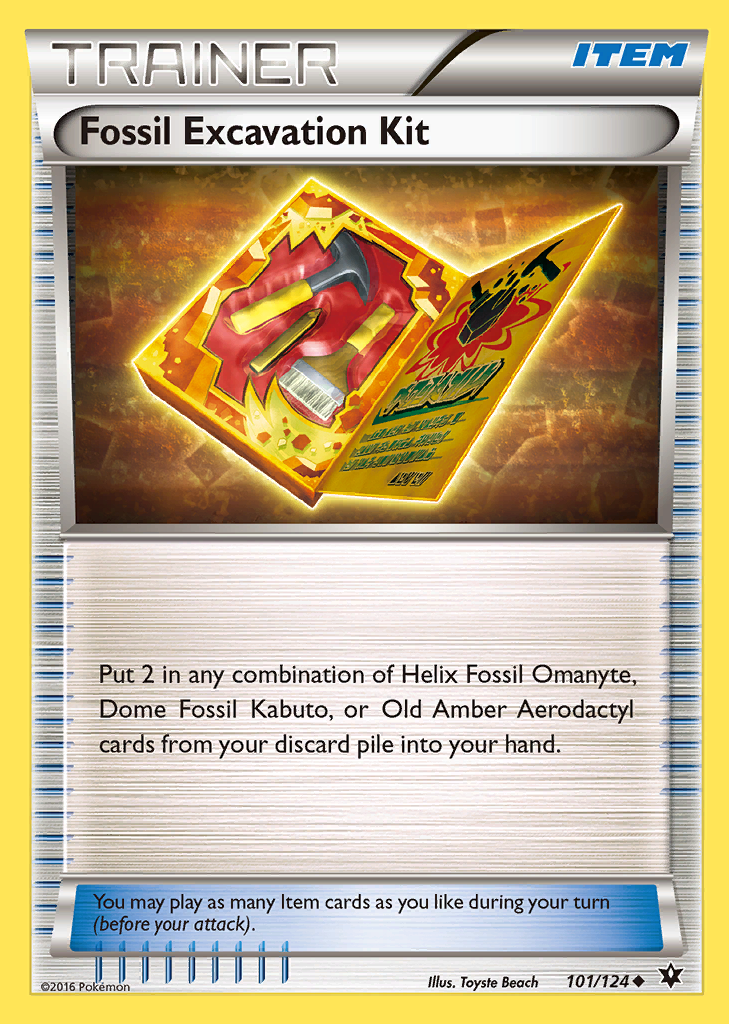 TRAINER
ITEM
Fossil Excavation Kit
Put 2 in any combination of Helix Fossil Omanyte,
Dome Fossil Kabuto, or Old Amber Aerodactyl
cards from your discard pile into your hand.
You may play as many Item cards as you like during your turn
(before your attack).
©2016 Pokémon
Illus. Toyste Beach
101/124